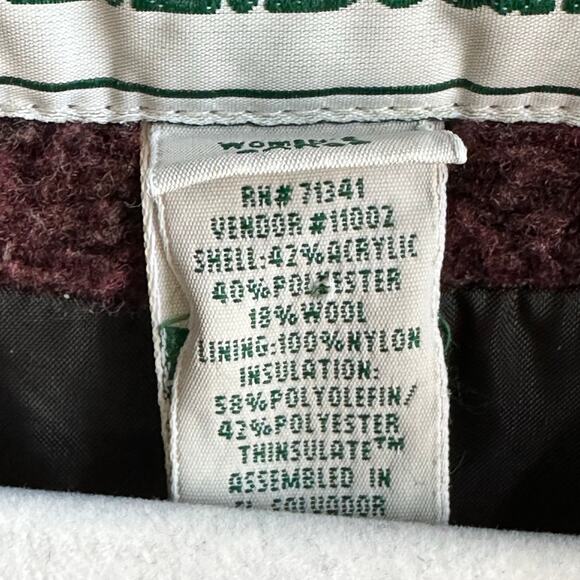 WOMAN'S
RN# 71341
VENDOR #11002
SHELL:42%ACRYLIC
40%POLYESTER
18%WOOL
LINING:100%NYLON
INSULATION:
58%POLYOLEFIN/
42%POLYESTER
THINSULATE™
ASSEMBLED IN
EL SALVADOR